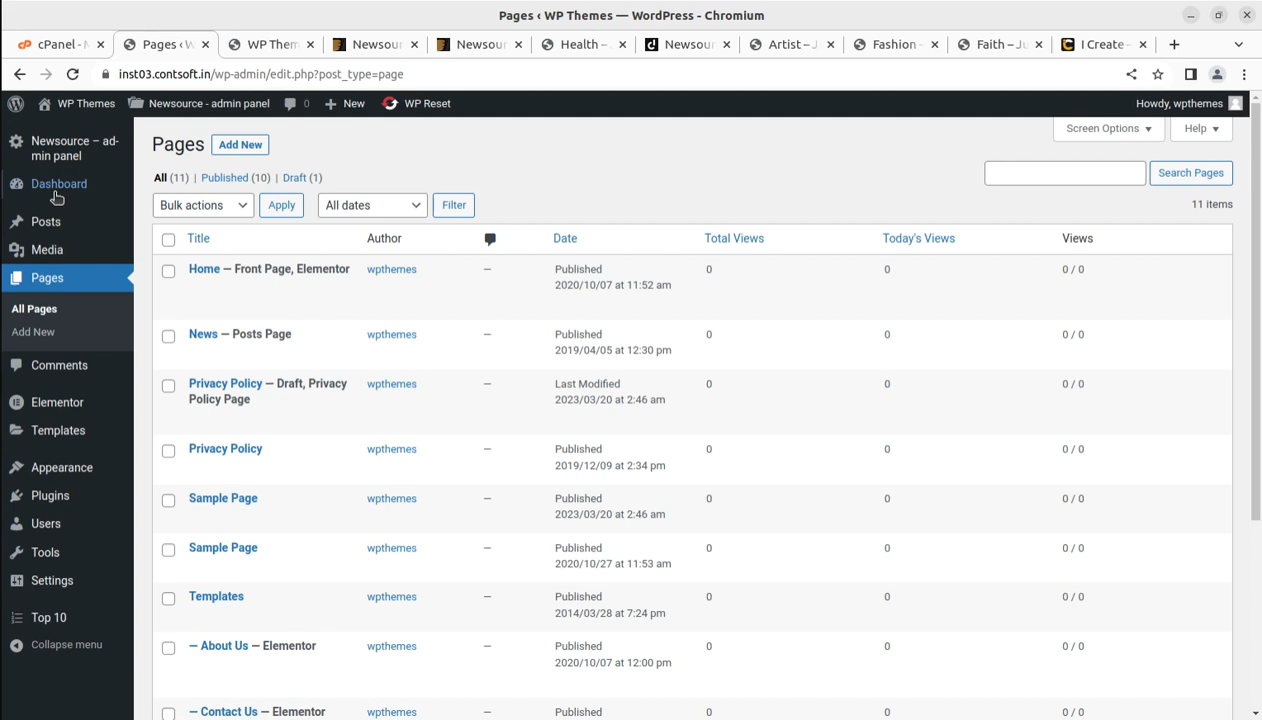 Pages ‹ WP Themes — WordPress - Chromium
cPanel - M
Pages ‹ W
WP Them
Newsour
Newsour
Health –
Newsour
Artist – J
Fashion -
Faith – Ju
I Create -
inst03.contsoft.in/wp-admin/edit.php?post_type=page
WP Themes
Newsource - admin panel
0
New
WP Reset
Howdy, wpthemes
Newsource – ad-
min panel
Dashboard
Posts
Media
Pages
All Pages
Add New
Comments
Elementor
Templates
Appearance
Plugins
Users
Tools
Settings
Top 10
Collapse menu
Screen Options
Help
Pages
Add New
All (11) | Published (10) | Draft (1)
Search Pages
Bulk actions
Apply
All dates
Filter
11 items
Title Author Date Total Views Today's Views Views
Home — Front Page, Elementor wpthemes — Published 0 0 0 / 0
2020/10/07 at 11:52 am
News — Posts Page wpthemes — Published 0 0 0 / 0
2019/04/05 at 12:30 pm
Privacy Policy — Draft, Privacy wpthemes — Last Modified 0 0 0 / 0
Policy Page 2023/03/20 at 2:46 am
Privacy Policy wpthemes — Published 0 0 0 / 0
2019/12/09 at 2:34 pm
Sample Page wpthemes — Published 0 0 0 / 0
2023/03/20 at 2:46 am
Sample Page wpthemes — Published 0 0 0 / 0
2020/10/27 at 11:53 am
Templates wpthemes — Published 0 0 0 / 0
2014/03/28 at 7:24 pm
— About Us — Elementor wpthemes — Published 0 0 0 / 0
2020/10/07 at 12:00 pm
— Contact Us — Elementor wpthemes — Published 0 0 0 / 0